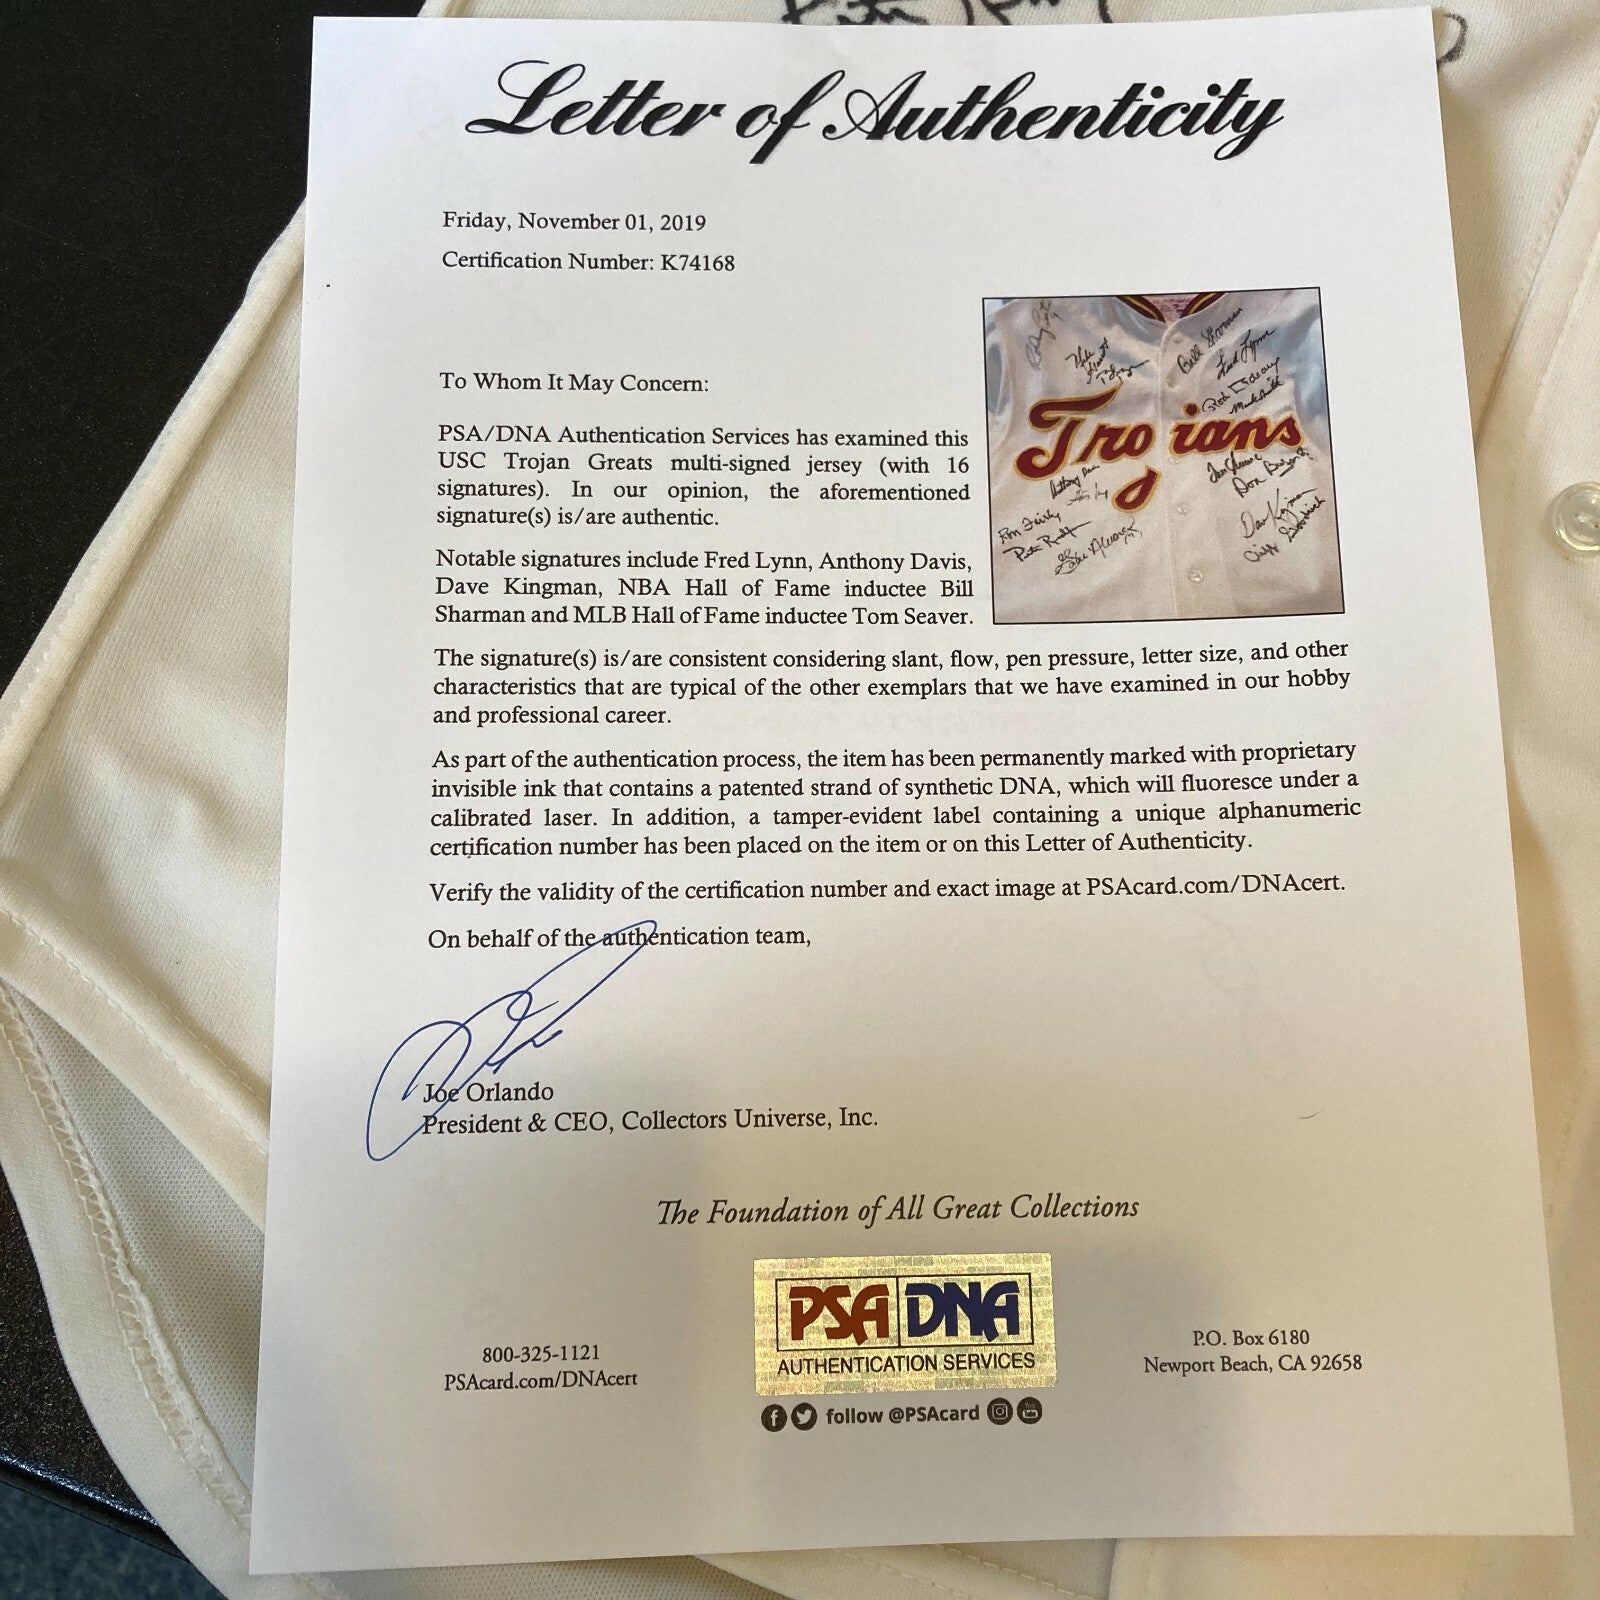 Letter of Authenticity
Friday, November 01, 2019
Certification Number: K74168
To Whom It May Concern:
PSA/DNA Authentication Services has examined this
USC Trojan Greats multi-signed jersey (with 16
signatures). In our opinion, the aforementioned
signature(s) is/are authentic.
Notable signatures include Fred Lynn, Anthony Davis,
Dave Kingman, NBA Hall of Fame inductee Bill
Sharman and MLB Hall of Fame inductee Tom Seaver.
Bill Sharman
Fred Lynn
Rod Dedeaux
Trojans
Ron Fairly
Dave Kingman
The signature(s) is/are consistent considering slant, flow, pen pressure, letter size, and other
characteristics that are typical of the other exemplars that we have examined in our hobby
and professional career.
As part of the authentication process, the item has been permanently marked with proprietary
invisible ink that contains a patented strand of synthetic DNA, which will fluoresce under a
calibrated laser. In addition, a tamper-evident label containing a unique alphanumeric
certification number has been placed on the item or on this Letter of Authenticity.
Verify the validity of the certification number and exact image at PSAcard.com/DNAcert.
On behalf of the authentication team,
Joe Orlando
President & CEO, Collectors Universe, Inc.
The Foundation of All Great Collections
800-325-1121
PSAcard.com/DNAcert
PSA DNA
AUTHENTICATION SERVICES
follow @PSAcard
P.O. Box 6180
Newport Beach, CA 92658